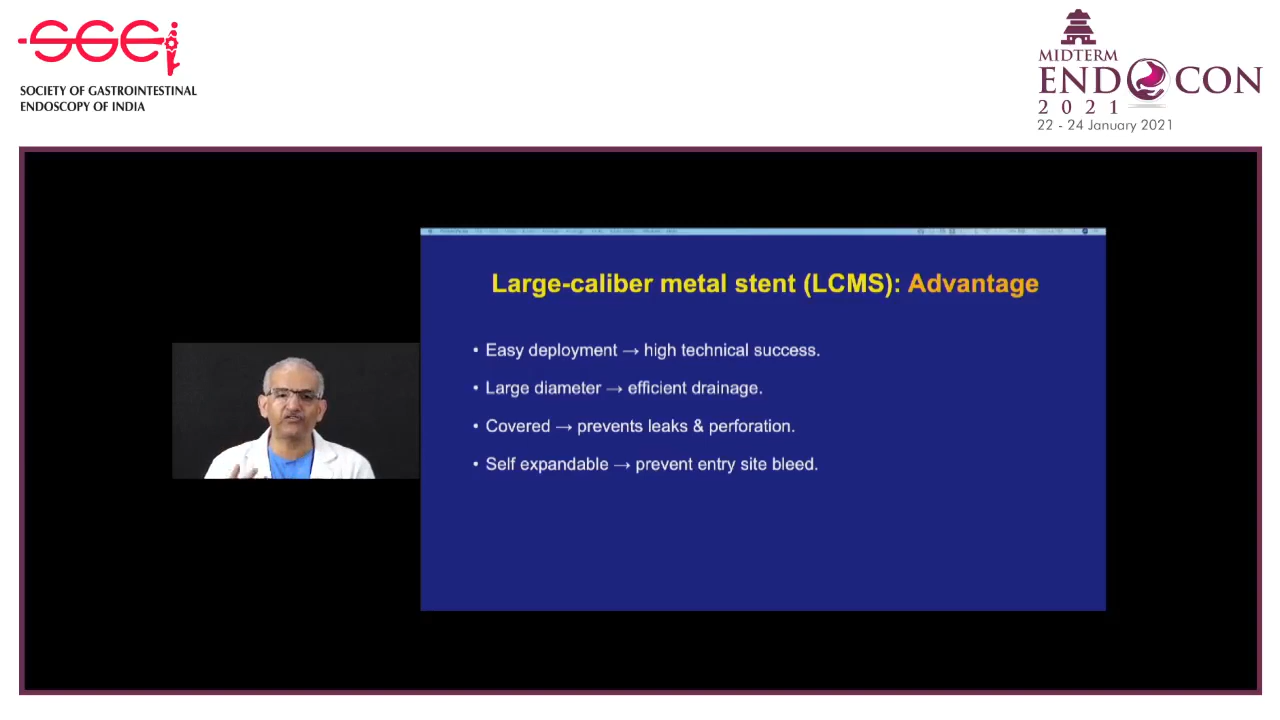 SGEi
SOCIETY OF GASTROINTESTINAL
ENDOSCOPY OF INDIA
MIDTERM
ENDOCON
2021
22 - 24 January 2021
Large-caliber metal stent (LCMS): Advantage
• Easy deployment → high technical success.
• Large diameter → efficient drainage.
• Covered → prevents leaks & perforation.
• Self expandable → prevent entry site bleed.